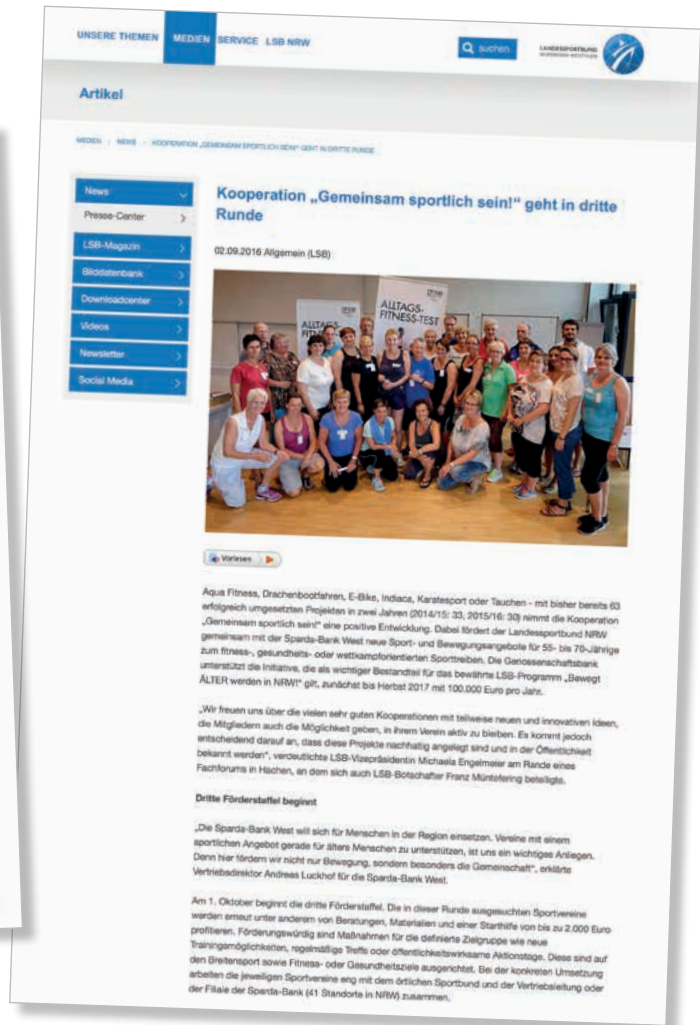 UNSERE THEMEN MEDIEN SERVICE LSB NRW
suchen
LANDESSPORTBUND
NORDRHEIN-WESTFALEN
Artikel
MEDIEN : NEWS : KOOPERATION „GEMEINSAM SPORTLICH SEIN!“ GEHT IN DRITTE RUNDE
News
Presse-Center
LSB-Magazin
Bilddatenbank
Downloadcenter
Videos
Newsletter
Social Media
Kooperation „Gemeinsam sportlich sein!“ geht in dritte
Runde
02.09.2016 Allgemein (LSB)
ALLTAGS-
FITNESS-TEST
ALLTAGS-
FITNESS-TEST
Vorlesen
Aqua Fitness, Drachenbootfahren, E-Bike, Indiaca, Karatesport oder Tauchen - mit bisher bereits 63
erfolgreich umgesetzten Projekten in zwei Jahren (2014/15: 33, 2015/16: 30) nimmt die Kooperation
„Gemeinsam sportlich sein!“ eine positive Entwicklung. Dabei fördert der Landessportbund NRW
gemeinsam mit der Sparda-Bank West neue Sport- und Bewegungsangebote für 55- bis 70-Jährige
zum fitness-, gesundheits- oder wettkampforientierten Sporttreiben. Die Genossenschaftsbank
unterstützt die Initiative, die als wichtiger Bestandteil für das bewährte LSB-Programm „Bewegt
ÄLTER werden in NRW!“ gilt, zunächst bis Herbst 2017 mit 100.000 Euro pro Jahr.
„Wir freuen uns über die vielen sehr guten Kooperationen mit teilweise neuen und innovativen Ideen,
die Mitgliedern auch die Möglichkeit geben, in ihrem Verein aktiv zu bleiben. Es kommt jedoch
entscheidend darauf an, dass diese Projekte nachhaltig angelegt sind und in der Öffentlichkeit
bekannt werden“, verdeutlichte LSB-Vizepräsidentin Michaela Engelmeier am Rande eines
Fachforums in Hachen, an dem sich auch LSB-Botschafter Franz Müntefering beteiligte.
Dritte Förderstaffel beginnt
„Die Sparda-Bank West will sich für Menschen in der Region einsetzen. Vereine mit einem
sportlichen Angebot gerade für ältere Menschen zu unterstützen, ist uns ein wichtiges Anliegen.
Denn hier fördern wir nicht nur Bewegung, sondern besonders die Gemeinschaft“, erklärte
Vertriebsdirektor Andreas Luckhof für die Sparda-Bank West.
Am 1. Oktober beginnt die dritte Förderstaffel. Die in dieser Runde ausgesuchten Sportvereine
werden erneut unter anderem von Beratungen, Materialien und einer Starthilfe von bis zu 2.000 Euro
profitieren. Förderungswürdig sind Maßnahmen für die definierte Zielgruppe wie neue
Trainingsmöglichkeiten, regelmäßige Treffs oder öffentlichkeitswirksame Aktionstage. Diese sind auf
den Breitensport sowie Fitness- oder Gesundheitsziele ausgerichtet. Bei der konkreten Umsetzung
arbeiten die jeweiligen Sportvereine eng mit dem örtlichen Sportbund und der Vertriebsleitung oder
der Filiale der Sparda-Bank (41 Standorte in NRW) zusammen.